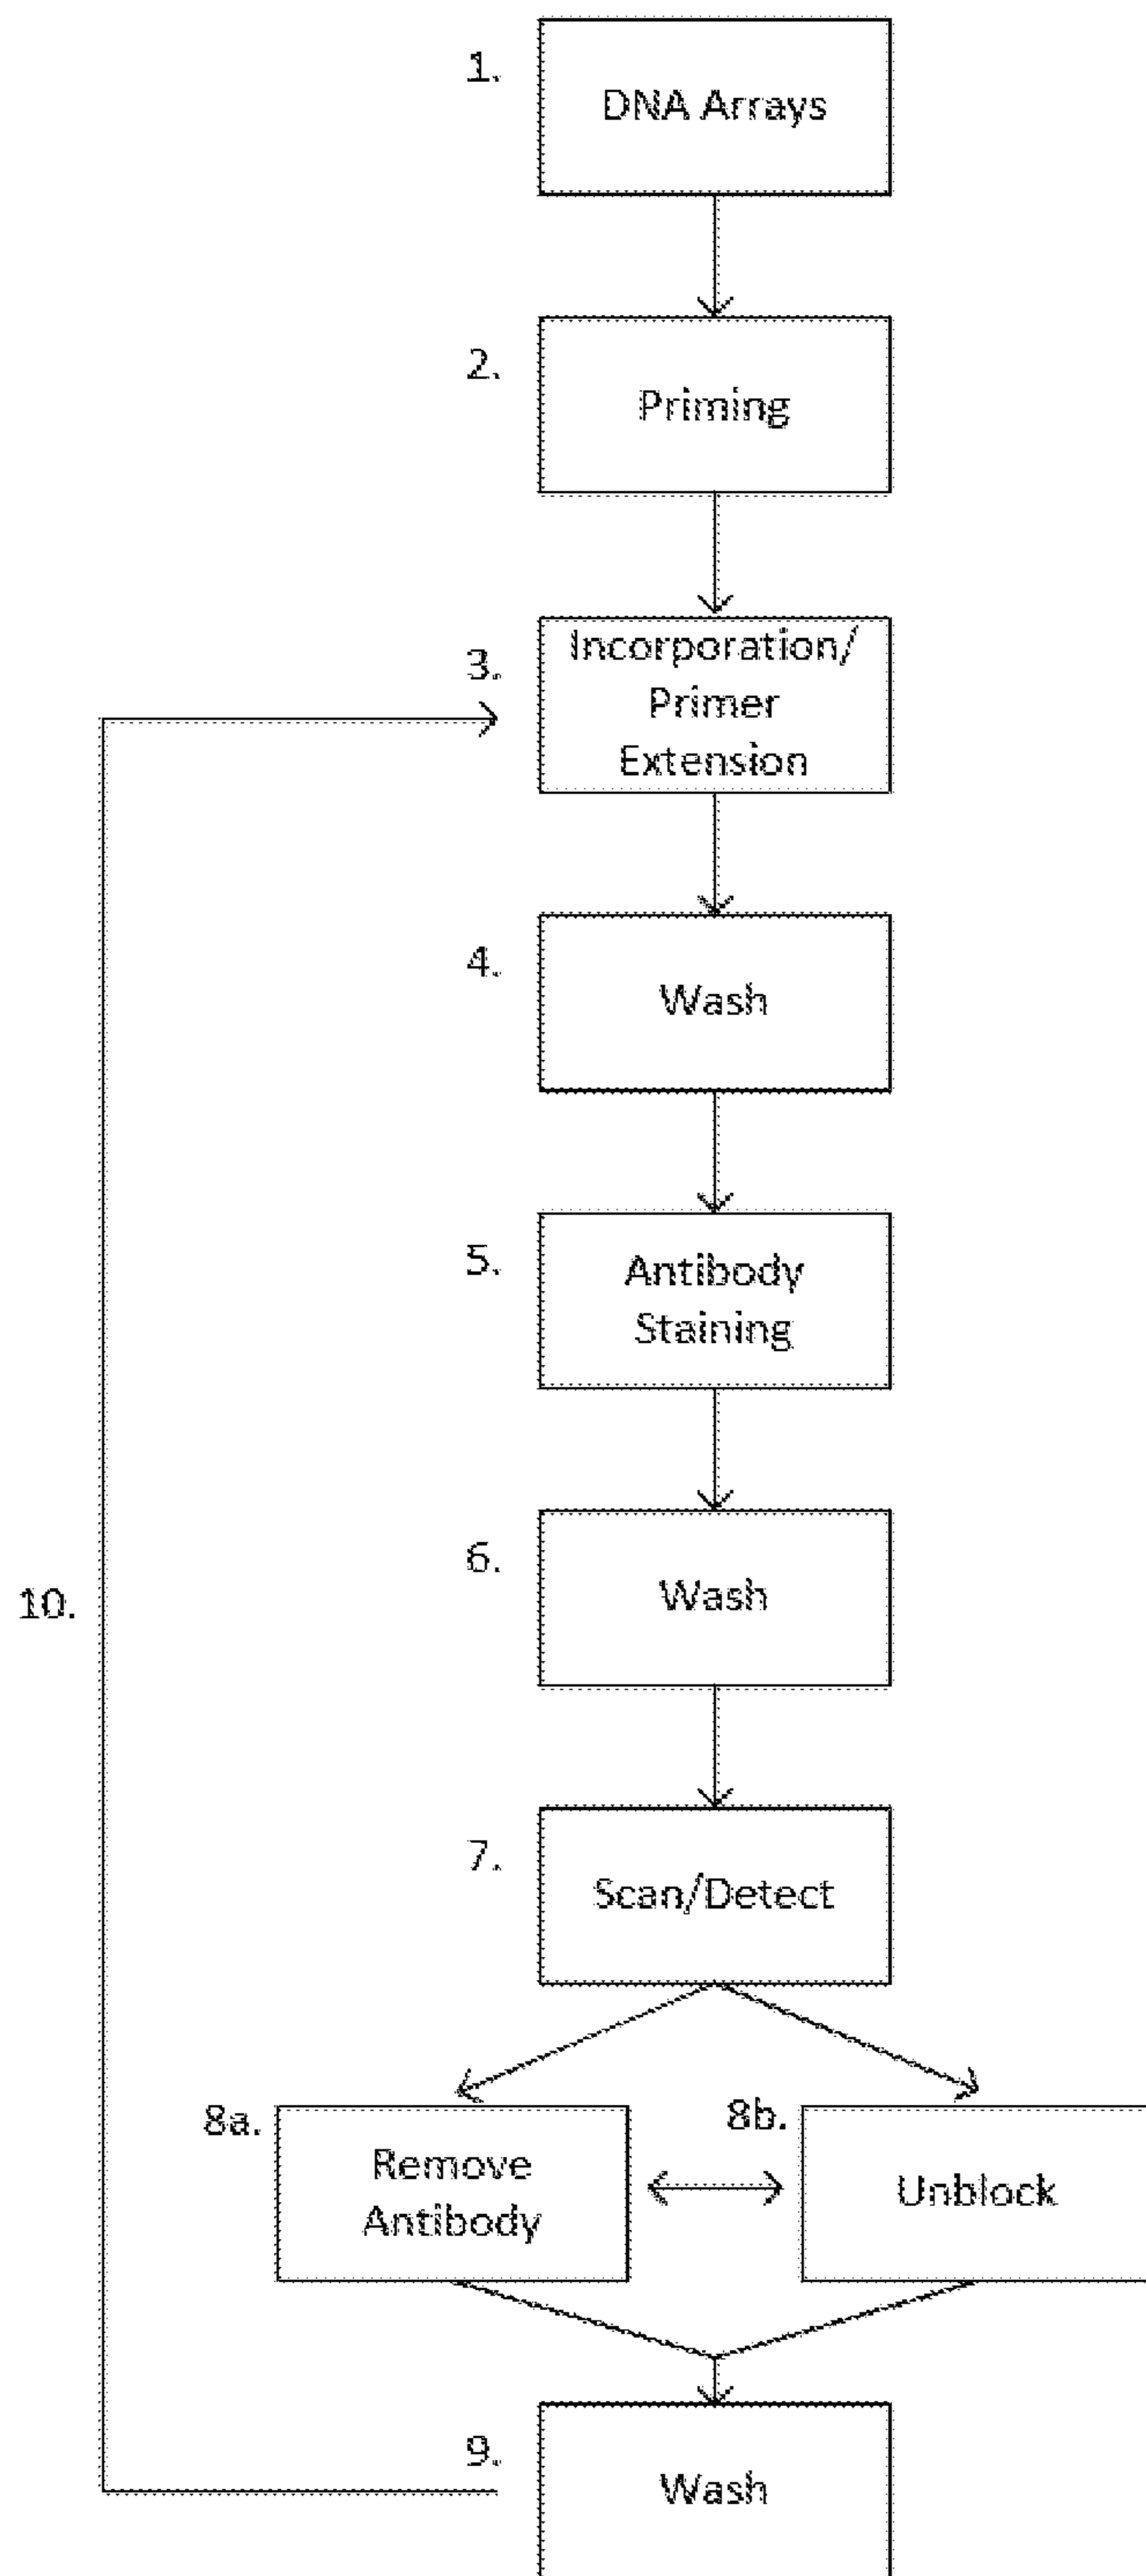 1.
DNA Arrays
2.
Priming
3.
Incorporation/
Primer
Extension
4.
Wash
5.
Antibody
Staining
6.
Wash
10.
7.
Scan/Detect
8a.
Remove
Antibody
8b.
Unblock
9.
Wash